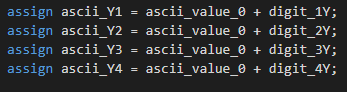 assign ascii_Y1 = ascii_value_0 + digit_1Y;
assign ascii_Y2 = ascii_value_0 + digit_2Y;
assign ascii_Y3 = ascii_value_0 + digit_3Y;
assign ascii_Y4 = ascii_value_0 + digit_4Y;